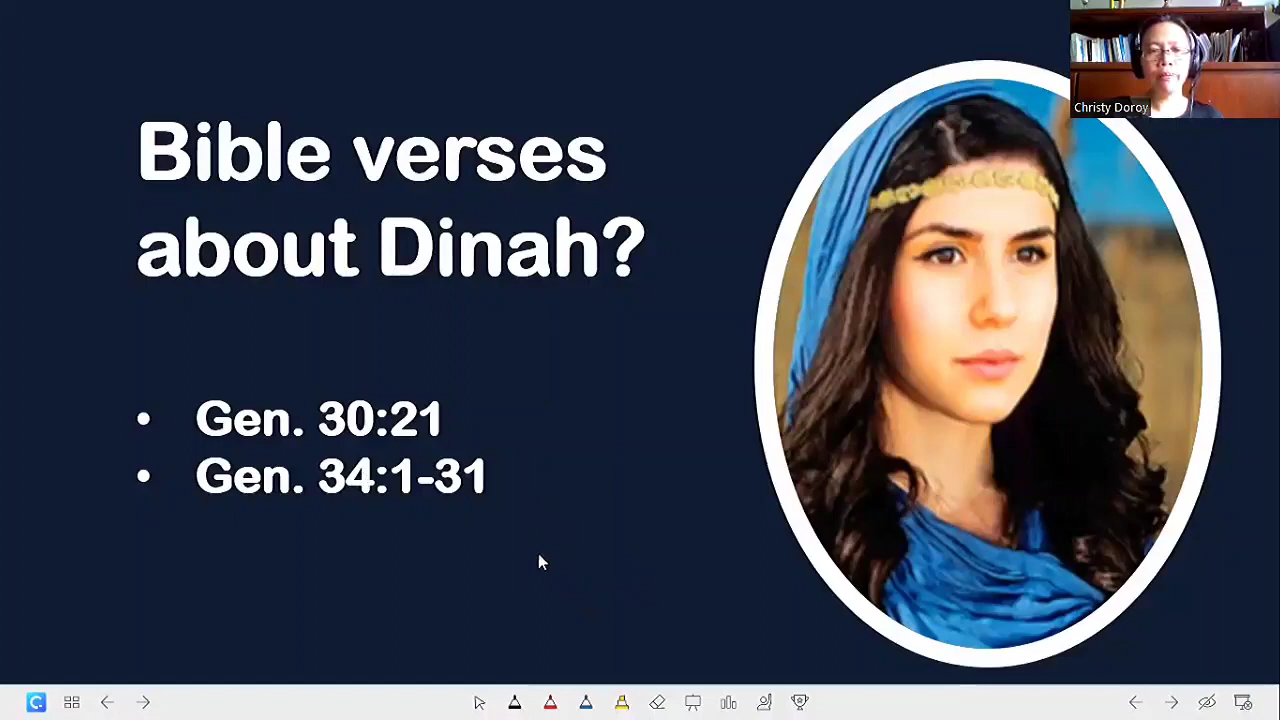 Christy Doroy
Bible verses
about Dinah?
• Gen. 30:21
• Gen. 34:1-31